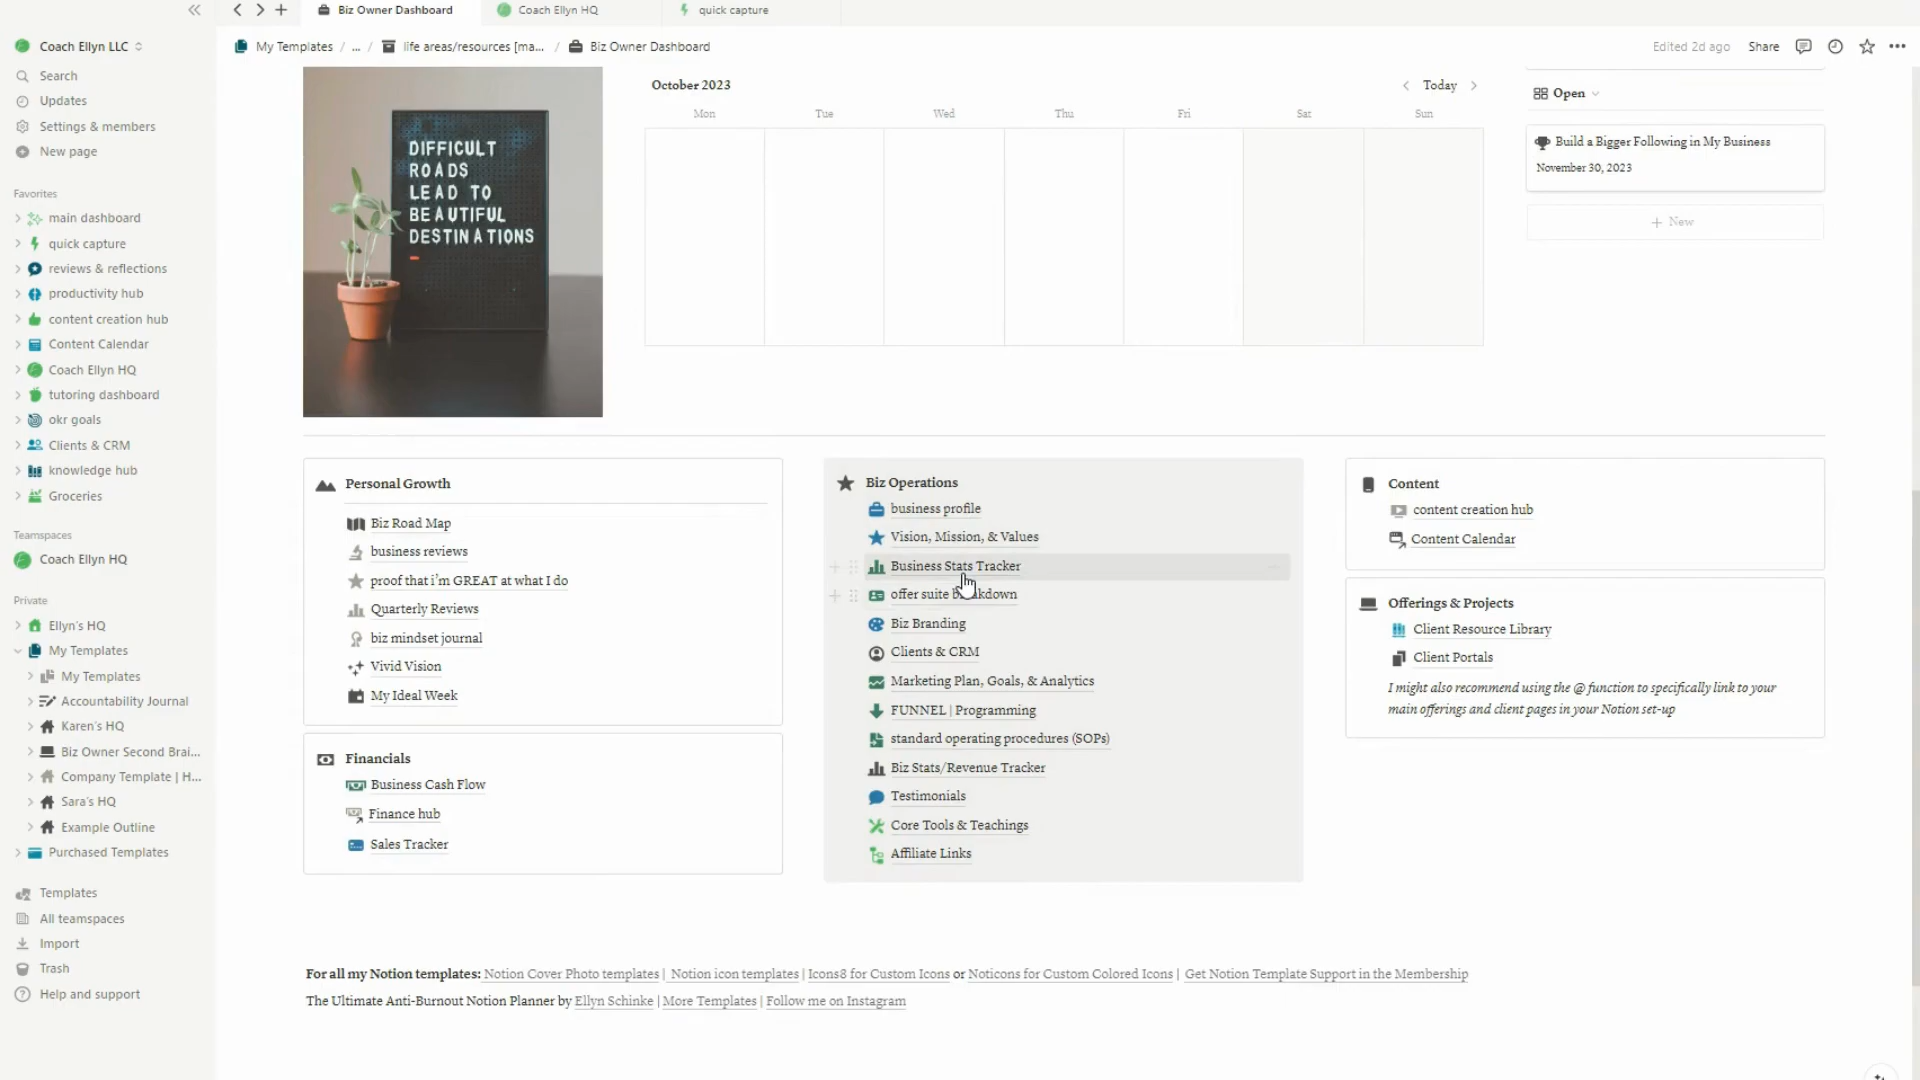 Biz Owner Dashboard
Coach Ellyn HQ
quick capture
Coach Ellyn LLC
Search
Updates
Settings & members
New page
Favorites
main dashboard
quick capture
reviews & reflections
productivity hub
content creation hub
Content Calendar
Coach Ellyn HQ
tutoring dashboard
okr goals
Clients & CRM
knowledge hub
Groceries
Teamspaces
Coach Ellyn HQ
Private
Ellyn's HQ
My Templates
My Templates
Accountability Journal
Karen's HQ
Biz Owner Second Brai...
Company Template | H...
Sara's HQ
Example Outline
Purchased Templates
Templates
All teamspaces
Import
Trash
Help and support
My Templates / ... / life areas/resources [ma... / Biz Owner Dashboard
Edited 2d ago Share
DIFFICULT
ROADS
LEAD TO
BEAUTIFUL
DESTINATIONS
October 2023
Today
Mon Tue Wed Thu Fri Sat Sun
Open
Build a Bigger Following in My Business
November 30, 2023
+ New
Personal Growth
Biz Road Map
business reviews
proof that i'm GREAT at what I do
Quarterly Reviews
biz mindset journal
Vivid Vision
My Ideal Week
Financials
Business Cash Flow
Finance hub
Sales Tracker
Biz Operations
business profile
Vision, Mission, & Values
Business Stats Tracker
offer suite breakdown
Biz Branding
Clients & CRM
Marketing Plan, Goals, & Analytics
FUNNEL | Programming
standard operating procedures (SOPs)
Biz Stats/Revenue Tracker
Testimonials
Core Tools & Teachings
Affiliate Links
Content
content creation hub
Content Calendar
Offerings & Projects
Client Resource Library
Client Portals
I might also recommend using the @ function to specifically link to your
main offerings and client pages in your Notion set-up
For all my Notion templates: Notion Cover Photo templates | Notion icon templates | Icons8 for Custom Icons or Noticons for Custom Colored Icons | Get Notion Template Support in the Membership
The Ultimate Anti-Burnout Notion Planner by Ellyn Schinke | More Templates | Follow me on Instagram